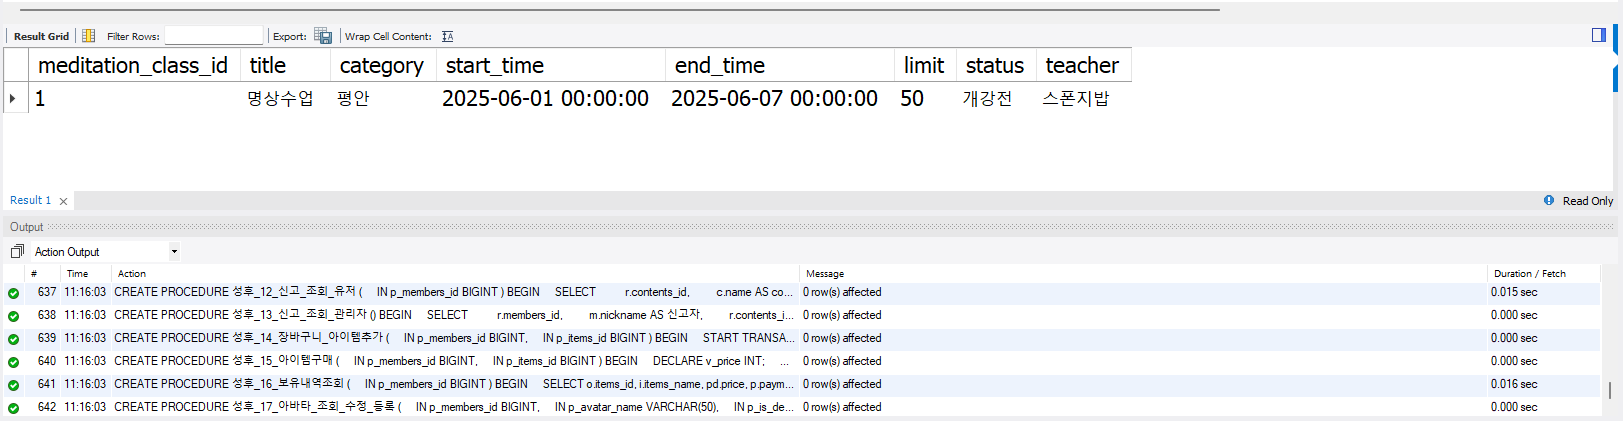 Result Grid Filter Rows: Export: Wrap Cell Content:
meditation_class_id title category start_time end_time limit status teacher
1 명상수업 평안 2025-06-01 00:00:00 2025-06-07 00:00:00 50 개강전 스폰지밥
Result 1 Read Only
Output
Action Output
# Time Action Message Duration / Fetch
637 11:16:03 CREATE PROCEDURE 성후_12_신고_조회_유저 ( IN p_members_id BIGINT ) BEGIN SELECT r.contents_id, c.name AS co... 0 row(s) affected 0.015 sec
638 11:16:03 CREATE PROCEDURE 성후_13_신고_조회_관리자 () BEGIN SELECT r.members_id, m.nickname AS 신고자, r.contents_i... 0 row(s) affected 0.000 sec
639 11:16:03 CREATE PROCEDURE 성후_14_장바구니_아이템추가 ( IN p_members_id BIGINT, IN p_items_id BIGINT ) BEGIN START TRANSA... 0 row(s) affected 0.000 sec
640 11:16:03 CREATE PROCEDURE 성후_15_아이템구매 ( IN p_members_id BIGINT, IN p_items_id BIGINT ) BEGIN DECLARE v_price INT; ... 0 row(s) affected 0.000 sec
641 11:16:03 CREATE PROCEDURE 성후_16_보유내역조회 ( IN p_members_id BIGINT ) BEGIN SELECT o.items_id, i.items_name, pd.price, p.paym... 0 row(s) affected 0.016 sec
642 11:16:03 CREATE PROCEDURE 성후_17_아바타_조회_수정_등록 ( IN p_members_id BIGINT, IN p_avatar_name VARCHAR(50), IN p_is_de... 0 row(s) affected 0.000 sec